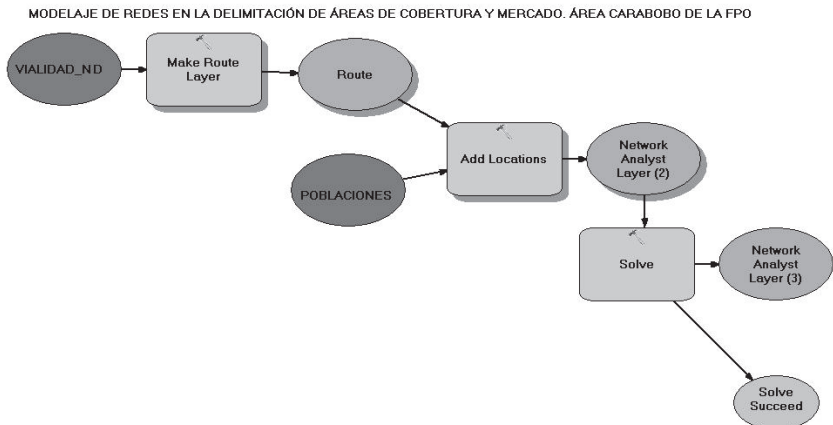 MODELAJE DE REDES EN LA DELIMITACIÓN DE ÁREAS DE COBERTURA Y MERCADO. ÁREA CARABOBO DE LA FPO
VIALIDAD_ND
Make Route
Layer
Route
Add Locations
Network
Analyst
Layer (2)
POBLACIONES
Solve
Network
Analyst
Layer (3)
Solve
Succeed